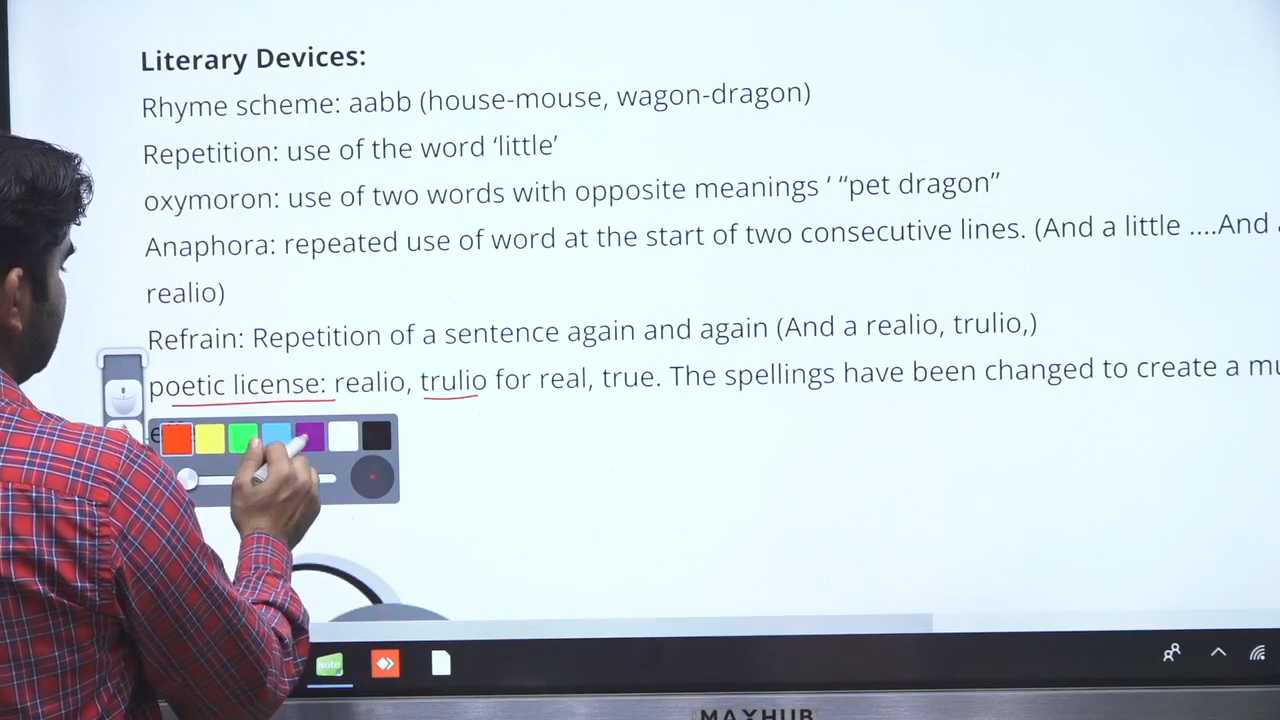 Literary Devices:
Rhyme scheme: aabb (house-mouse, wagon-dragon)
Repetition: use of the word ‘little’
oxymoron: use of two words with opposite meanings ‘ “pet dragon”
Anaphora: repeated use of word at the start of two consecutive lines. (And a little ....And
realio)
Refrain: Repetition of a sentence again and again (And a realio, trulio,)
poetic license: realio, trulio for real, true. The spellings have been changed to create a
note
MAXHUB